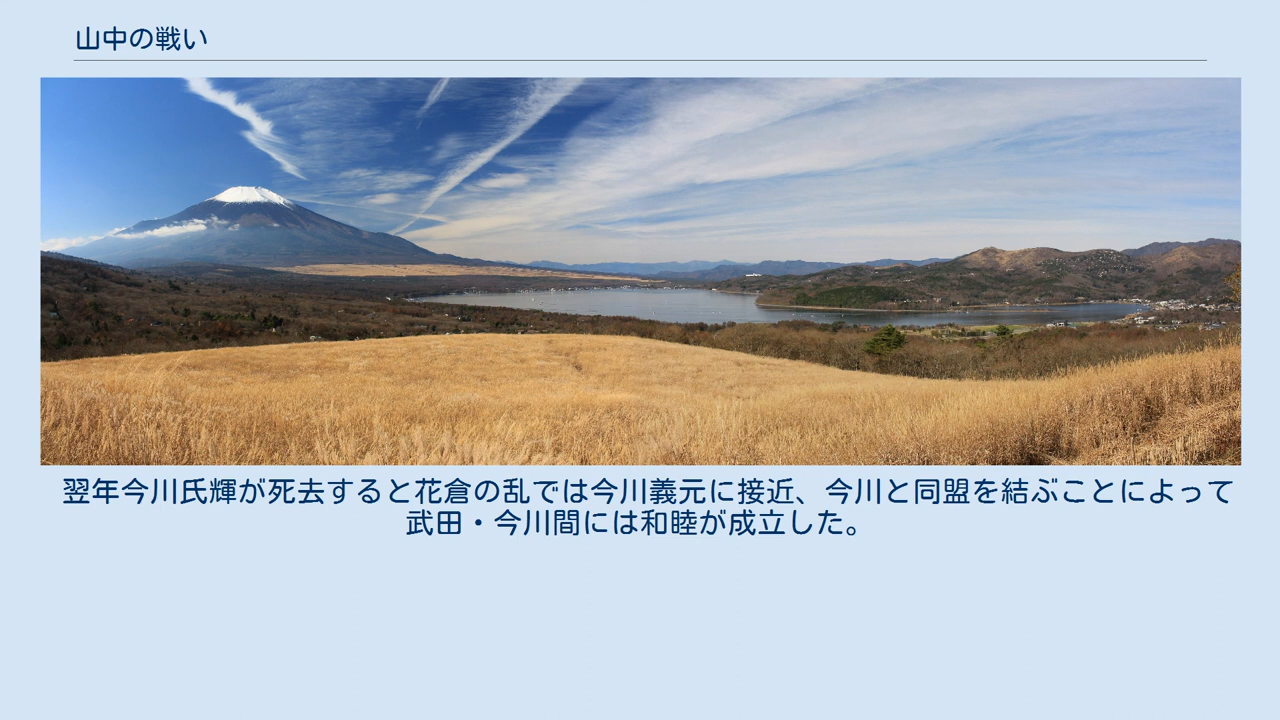 山中の戦い
翌年今川氏輝が死去すると花倉の乱では今川義元に接近、今川と同盟を結ぶことによって
武田・今川間には和睦が成立した。